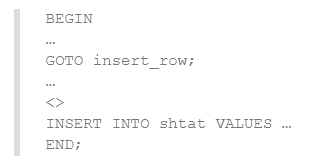 BEGIN
…
GOTO insert_row;
…
<>
INSERT INTO shtat VALUES …
END;